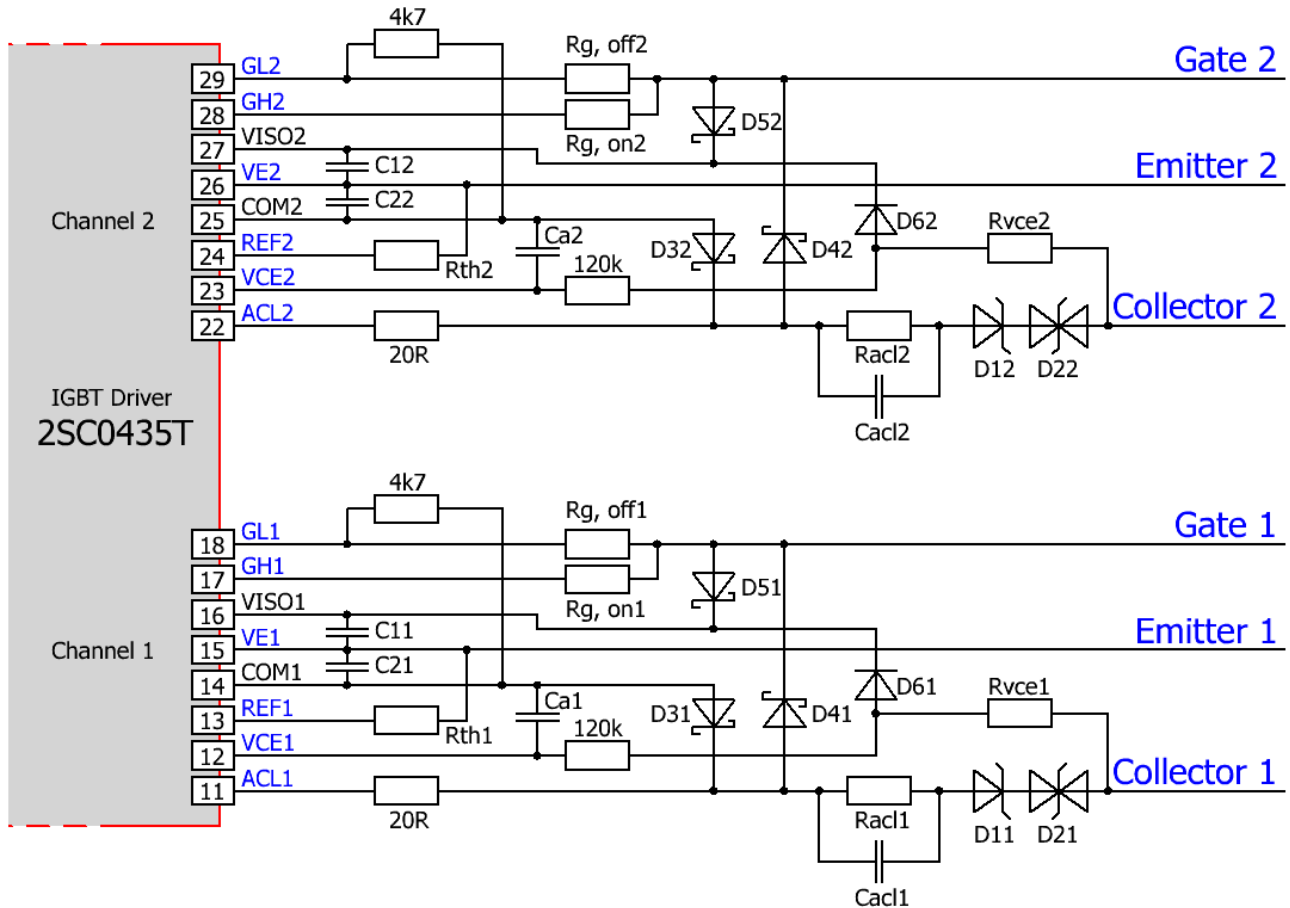 4k7
Rg, off2
Gate 2
29
GL2
28
GH2
Rg, on2
D52
27
VISO2
C12
26
VE2
Emitter 2
C22
25
COM2
Channel 2
Ca2
D32
D42
D62
Rvce2
24
REF2
Rth2
120k
23
VCE2
22
ACL2
Collector 2
20R
Racl2
D12
D22
Cacl2
IGBT Driver
2SC0435T
4k7
Rg, off1
Gate 1
18
GL1
17
GH1
Rg, on1
D51
16
VISO1
C11
15
VE1
Emitter 1
Channel 1
C21
14
COM1
Ca1
D31
D41
D61
Rvce1
13
REF1
Rth1
120k
12
VCE1
11
ACL1
Collector 1
20R
Racl1
D11
D21
Cacl1